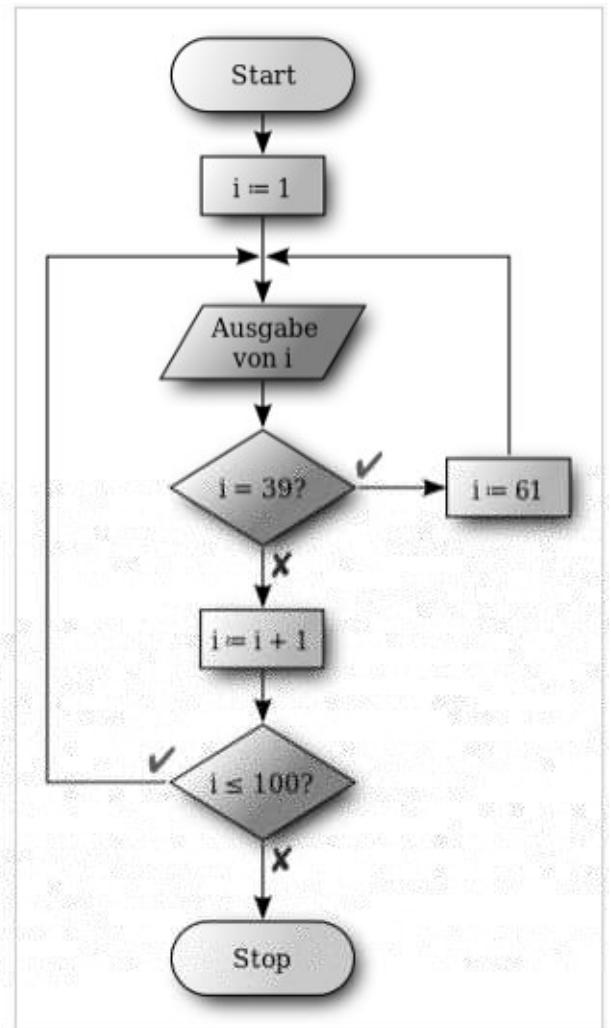 Start
i ≔ 1
Ausgabe
von i
i = 39?
✔
i ≔ 61
✘
i ≔ i + 1
✔
i ≤ 100?
✘
Stop